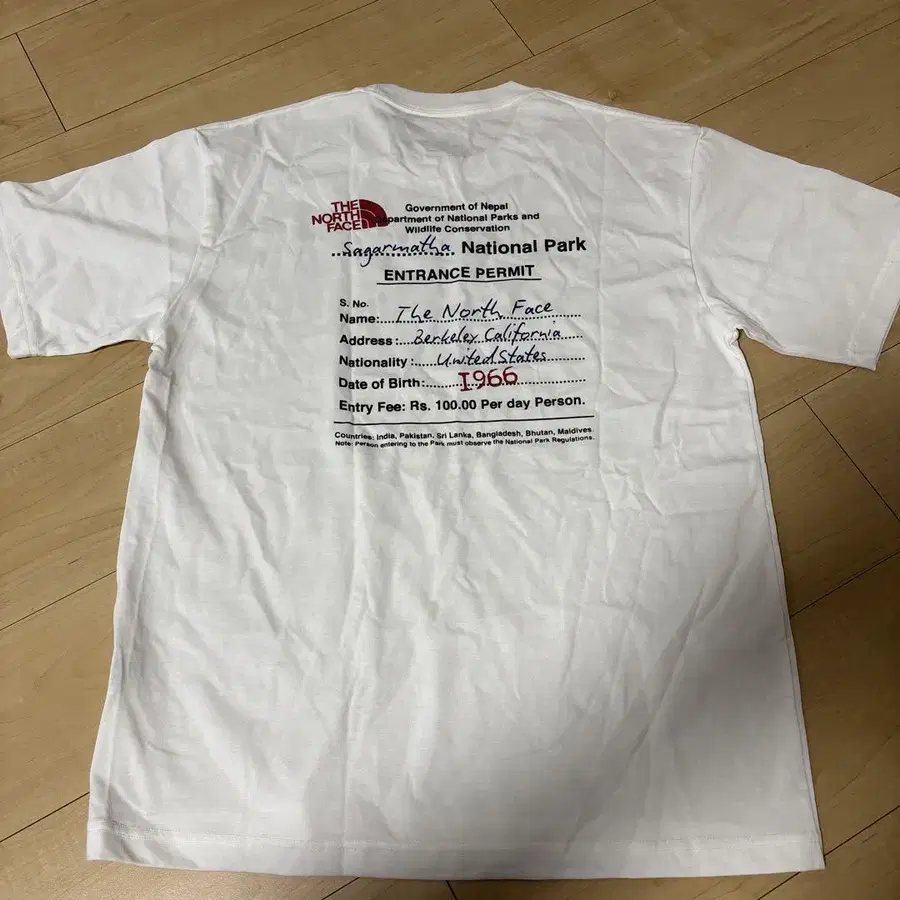 THE
NORTH
FACE
Government of Nepal
Department of National Parks and
Wildlife Conservation
Sagarmatha National Park
ENTRANCE PERMIT
S. No.
Name: The North Face
Address: Berkeley California
Nationality: United States
Date of Birth: 1966
Entry Fee: Rs. 100.00 Per day Person.
Countries: India, Pakistan, Sri Lanka, Bangladesh, Bhutan, Maldives.
Note: Person entering to the Park must observe the National Park Regulations.